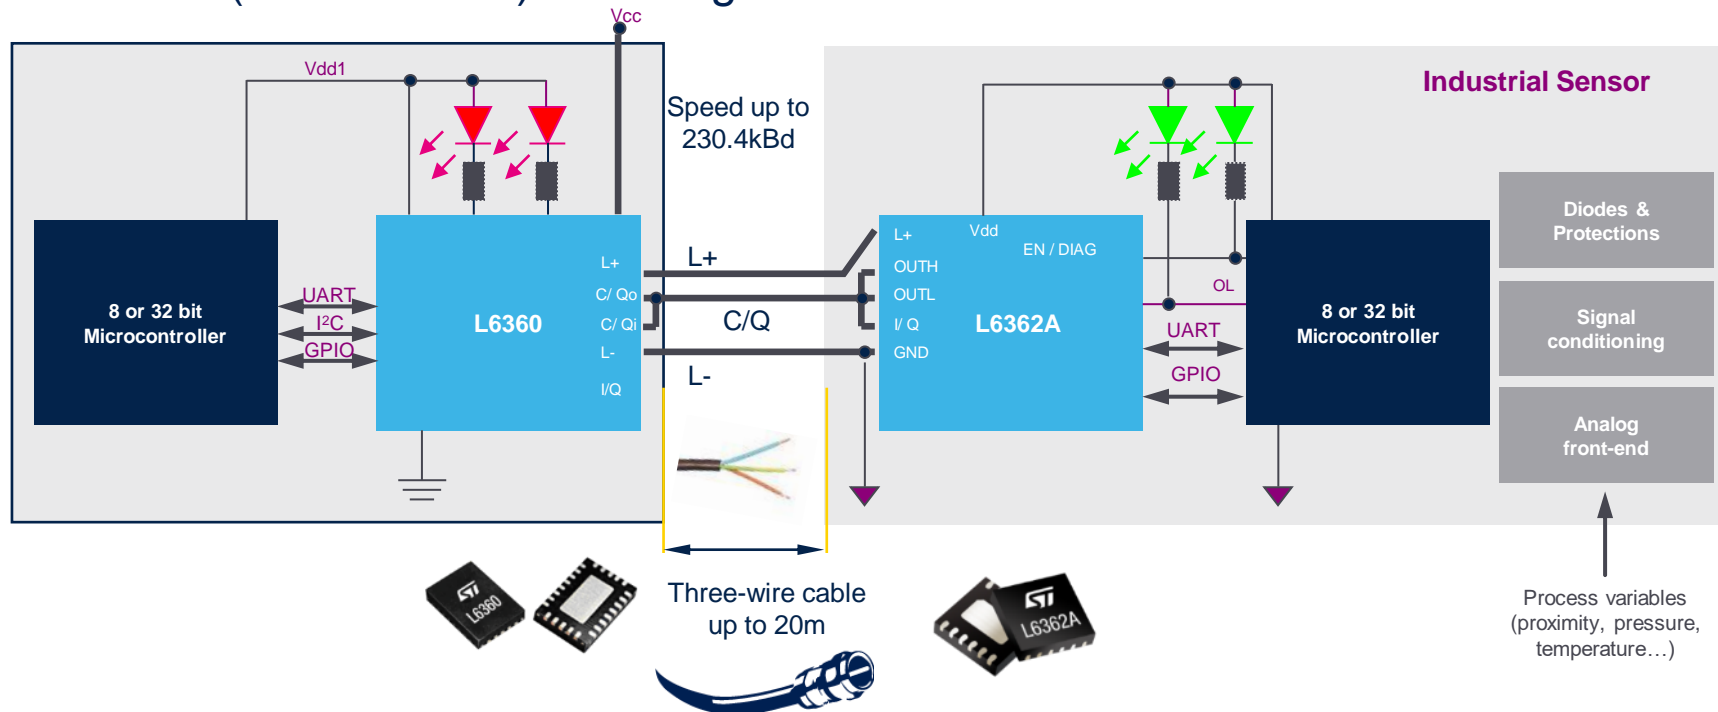 Vcc
Vdd1
Speed up to
230.4kBd
Industrial Sensor
8 or 32 bit
Microcontroller
UART
I²C
GPIO
L6360
L+
C/ Qo
C/ Qi
L-
I/Q
L+
C/Q
L-
L+
OUTH
OUTL
I/ Q
GND
Vdd
EN / DIAG
L6362A
OL
UART
GPIO
8 or 32 bit
Microcontroller
Diodes &
Protections
Signal
conditioning
Analog
front-end
Three-wire cable
up to 20m
ST
L6360
ST
L6362A
Process variables
(proximity, pressure,
temperature…)